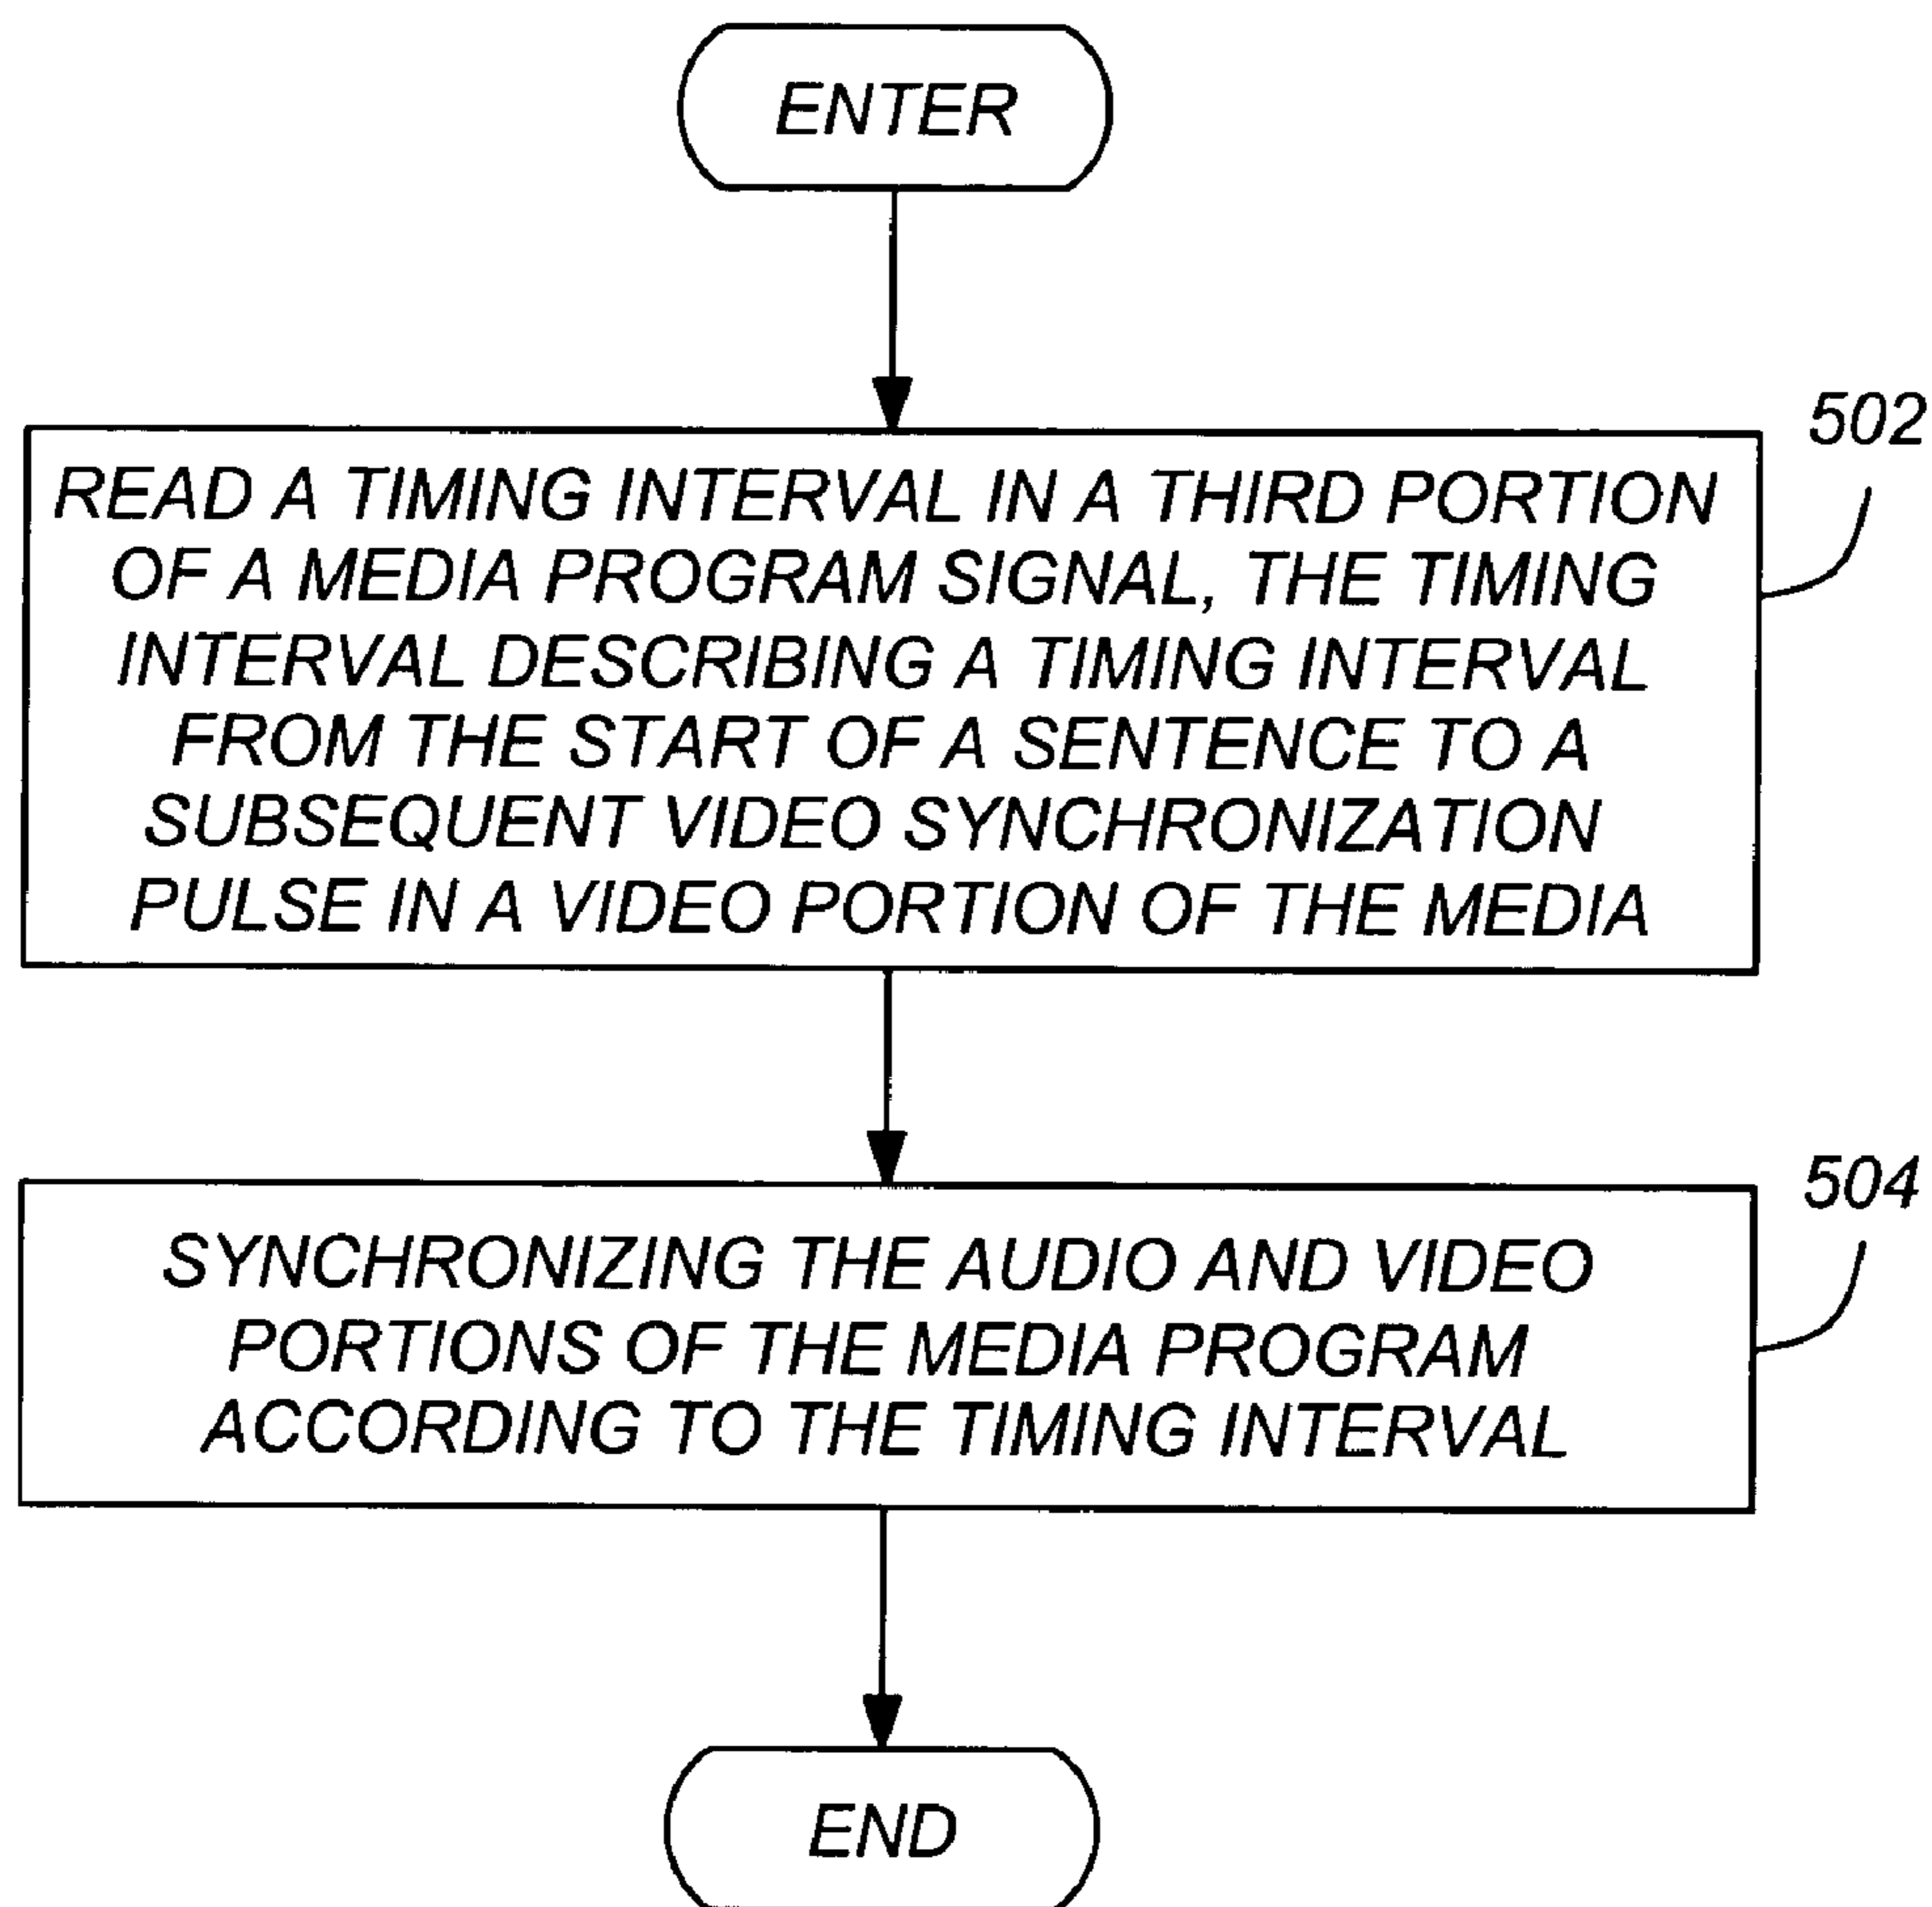 ENTER
502
READ A TIMING INTERVAL IN A THIRD PORTION
OF A MEDIA PROGRAM SIGNAL, THE TIMING
INTERVAL DESCRIBING A TIMING INTERVAL
FROM THE START OF A SENTENCE TO A
SUBSEQUENT VIDEO SYNCHRONIZATION
PULSE IN A VIDEO PORTION OF THE MEDIA
504
SYNCHRONIZING THE AUDIO AND VIDEO
PORTIONS OF THE MEDIA PROGRAM
ACCORDING TO THE TIMING INTERVAL
END